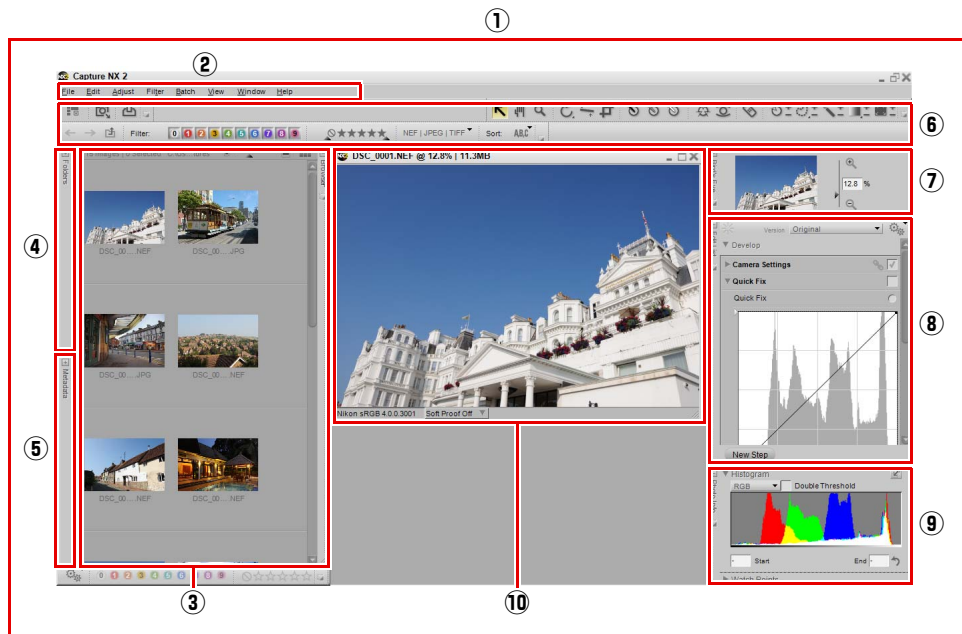 ①
②
Capture NX 2
File Edit Adjust Filter Batch View Window Help
⑥
Filter: 0 1 2 3 4 5 6 7 8 9 NEF | JPEG | TIFF Sort:
④
Folders
Browser
DSC_00.....NEF
DSC_00.....JPG
DSC_00.....JPG
DSC_00.....NEF
DSC_00.....NEF
DSC_00.....NEF
⑤
Metadata
0 1 2 3 4 5 6 7 8 9
③
DSC_0001.NEF @ 12.8% | 11.3MB
Nikon sRGB 4.0.0.3001 Soft Proof Off
⑩
12.8 %
⑦
Version Original
Develop
Camera Settings
Quick Fix
Quick Fix
⑧
New Step
Histogram
RGB Double Threshold
⑨
Start End
Watch Points